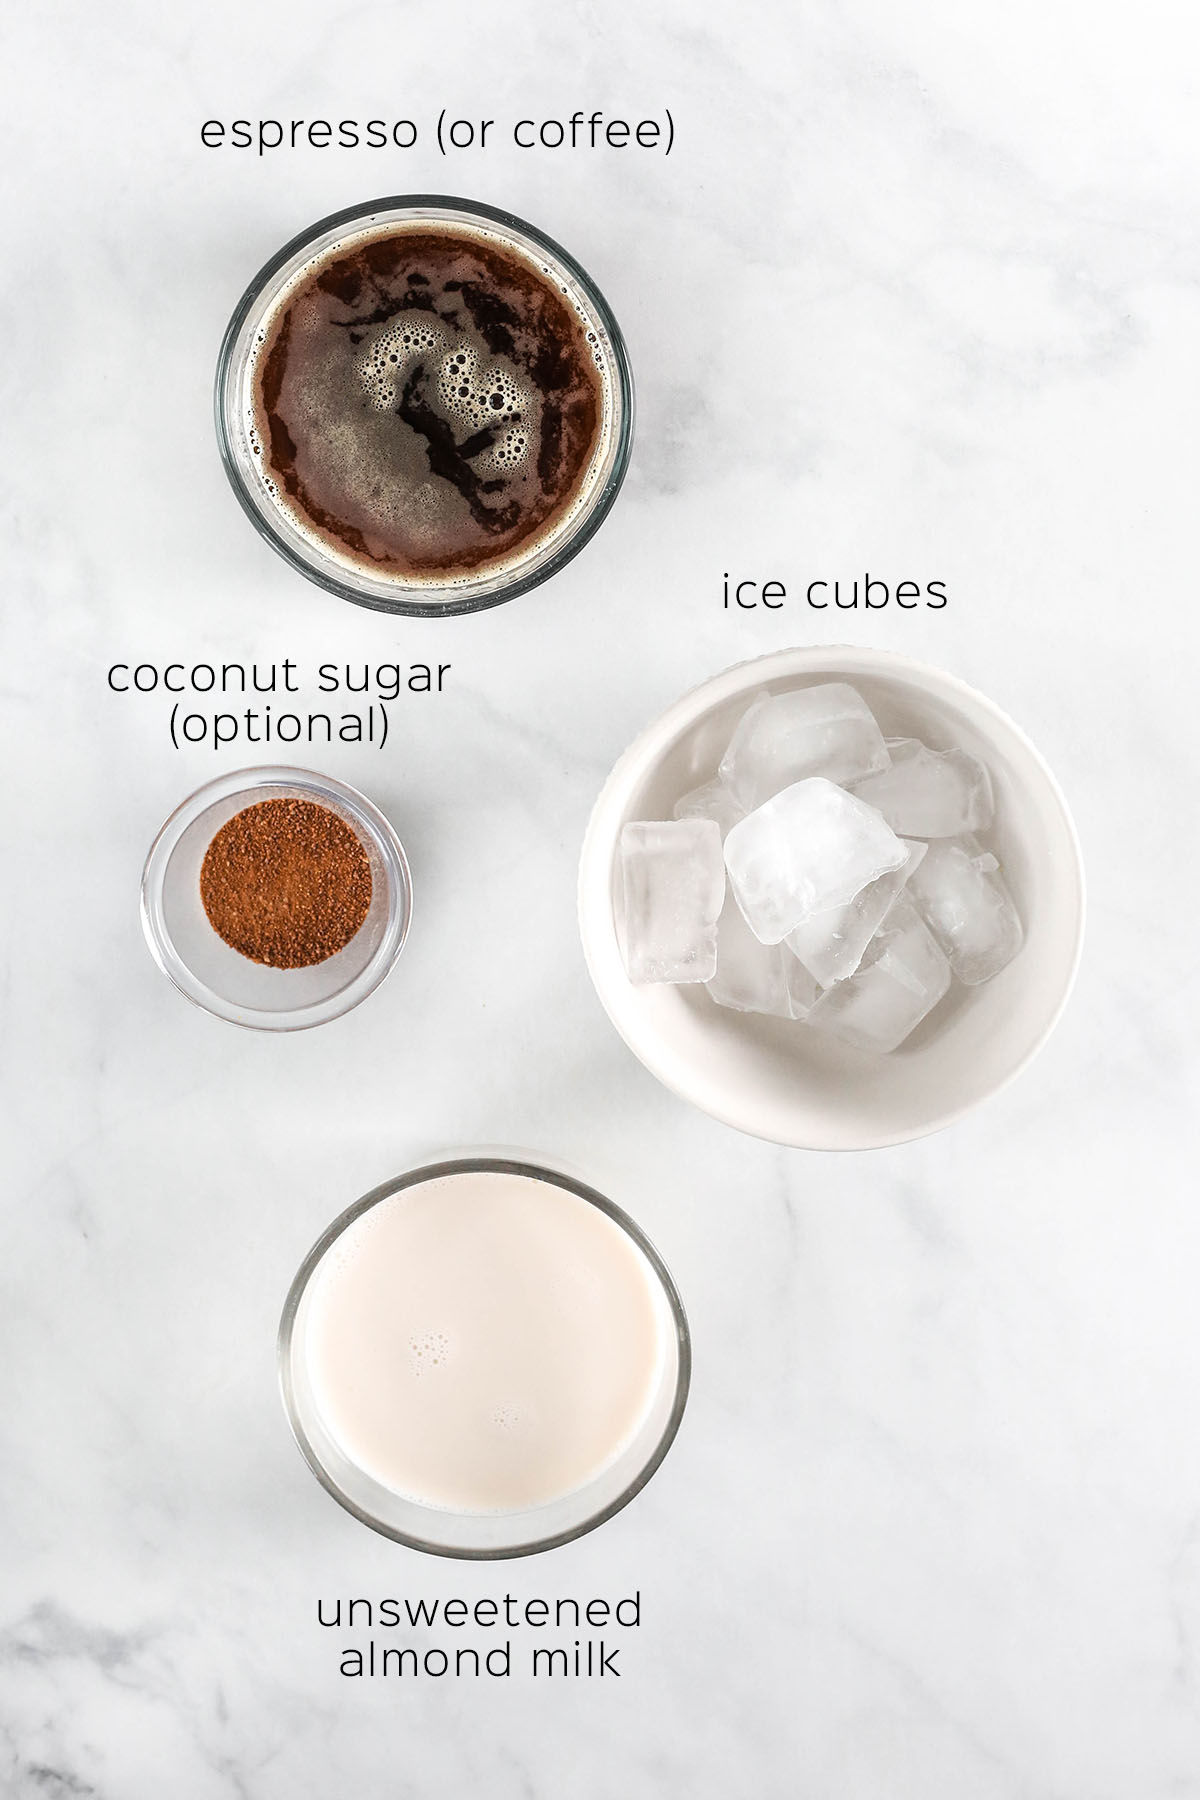 espresso (or coffee)
ice cubes
coconut sugar
(optional)
unsweetened
almond milk